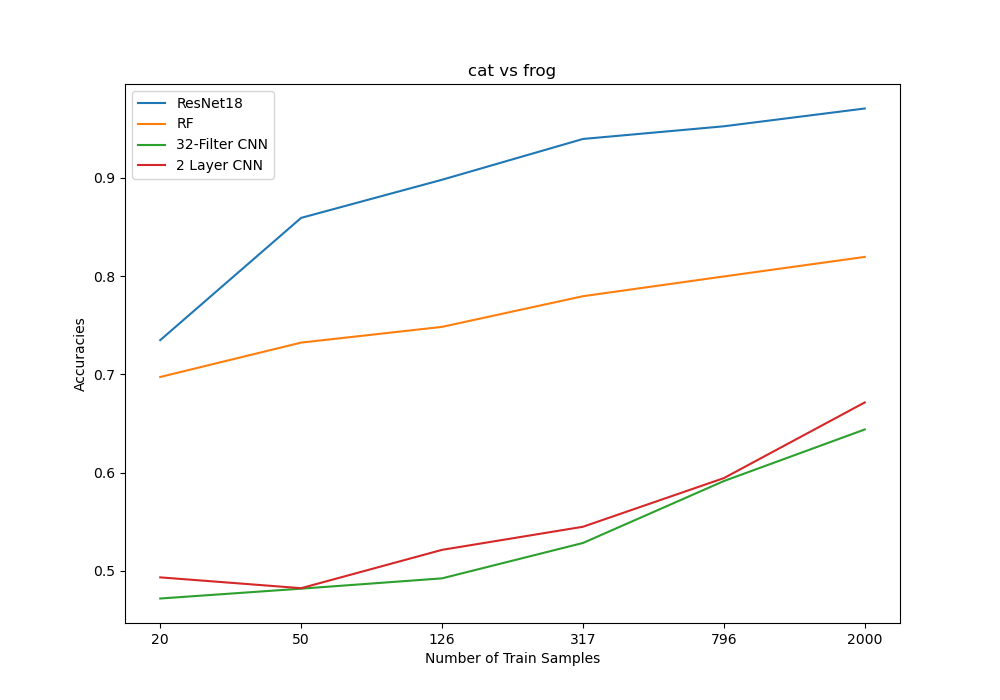 cat vs frog
ResNet18
RF
32-Filter CNN
2 Layer CNN
Accuracies
0.9
0.8
0.7
0.6
0.5
20 50 126 317 796 2000
Number of Train Samples